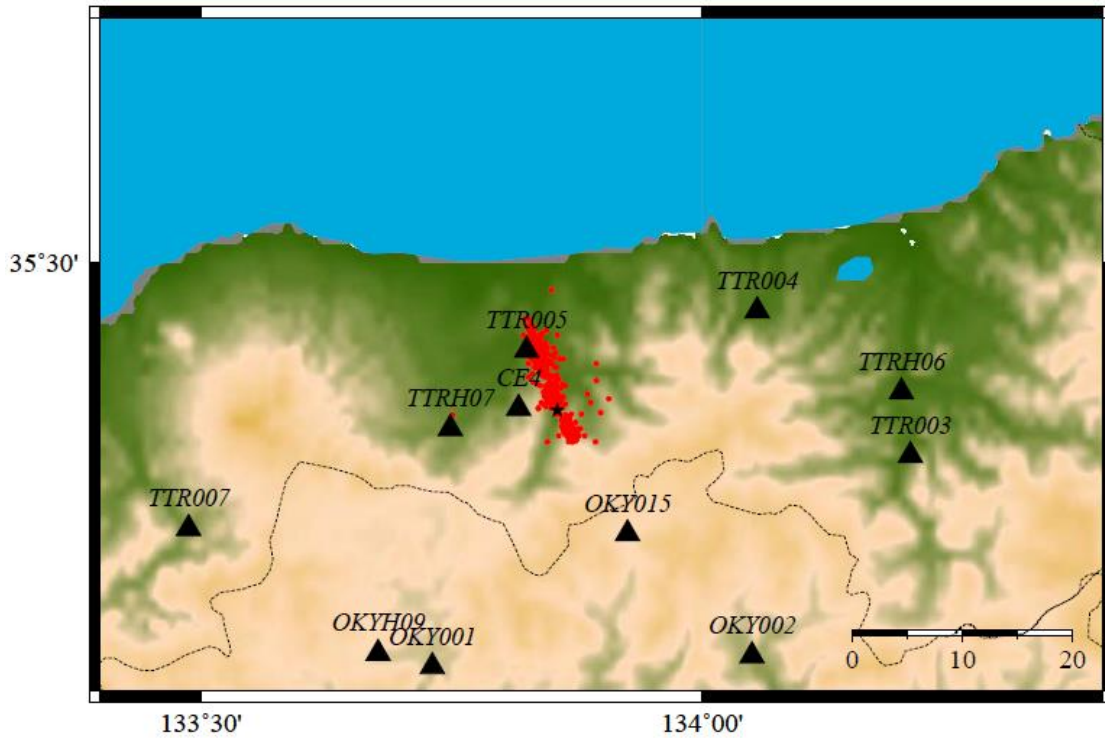 35°30'
TTR004
TTR005
TTRH06
CE4
TTRH07
TTR003
TTR007
OKY015
OKYH09
OKY001
OKY002
0 10 20
133°30' 134°00'